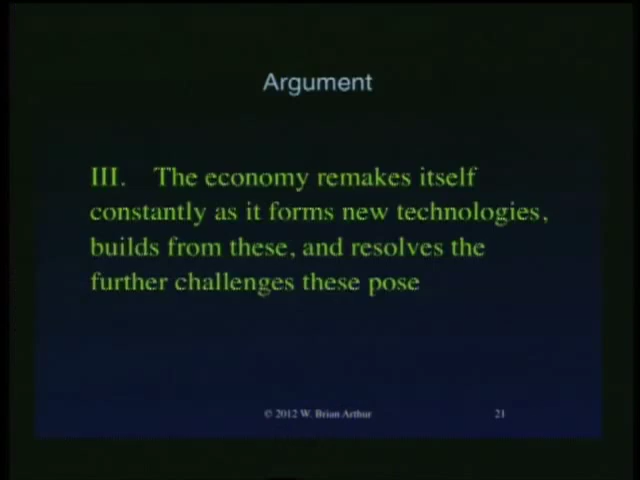 Argument
III. The economy remakes itself
constantly as it forms new technologies,
builds from these, and resolves the
further challenges these pose
© 2012 W. Brian Arthur 21